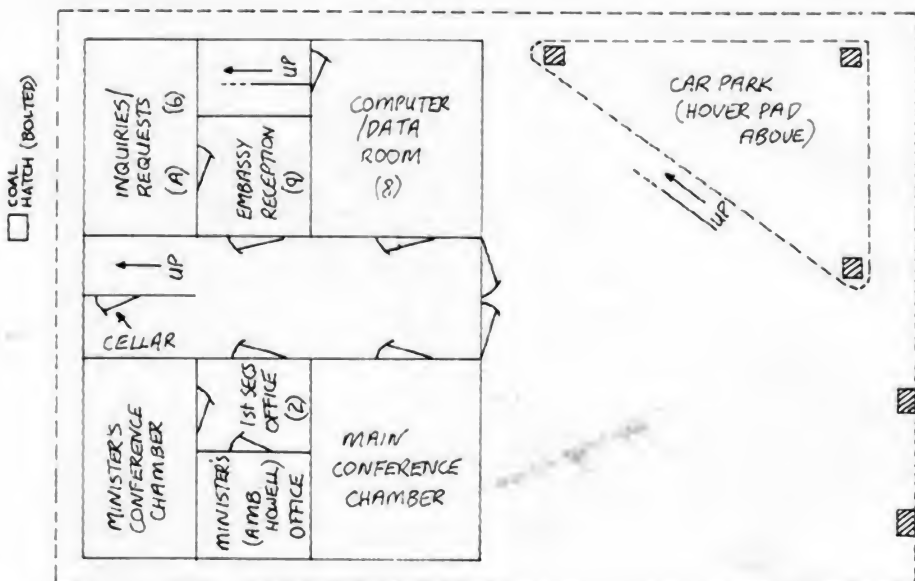 COAL
HATCH (BOLTED)
INQUIRIES/
REQUESTS
(A) (6)
UP
EMBASSY
RECEPTION
(9)
COMPUTER
/DATA
ROOM
(8)
CAR PARK
(HOVER PAD
ABOVE)
UP
UP
CELLAR
MINISTER'S
CONFERENCE
CHAMBER
1st SECS
OFFICE
(2)
MINISTER'S
(AMB.
HOWELL)
OFFICE
MAIN
CONFERENCE
CHAMBER